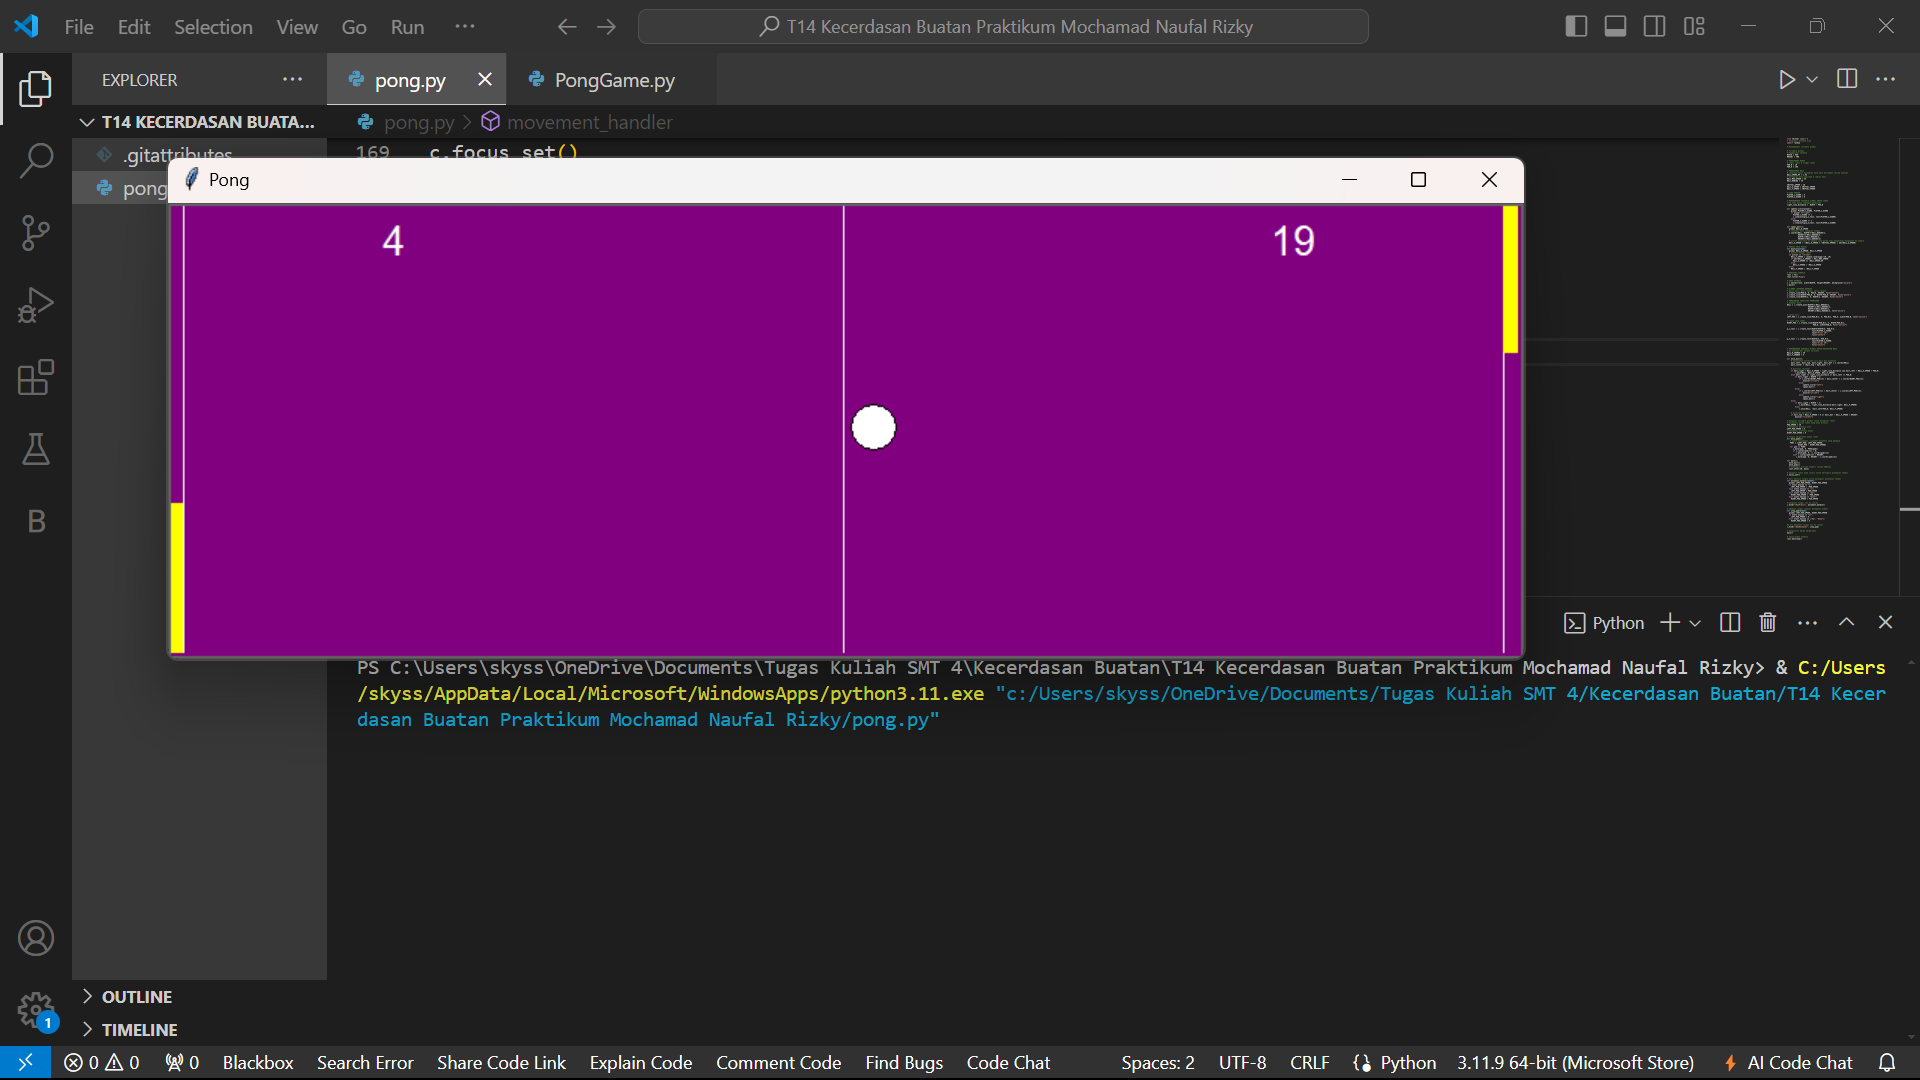 File Edit Selection View Go Run ··· T14 Kecerdasan Buatan Praktikum Mochamad Naufal Rizky
EXPLORER ··· pong.py PongGame.py
T14 KECERDASAN BUATA... pong.py > movement_handler
.gitattributes 169 c.focus_set()
pong
Pong
4 19
Python
PS C:\Users\skyss\OneDrive\Documents\Tugas Kuliah SMT 4\Kecerdasan Buatan\T14 Kecerdasan Buatan Praktikum Mochamad Naufal Rizky> & C:/Users
/skyss/AppData/Local/Microsoft/WindowsApps/python3.11.exe "c:/Users/skyss/OneDrive/Documents/Tugas Kuliah SMT 4/Kecerdasan Buatan/T14 Kecer
dasan Buatan Praktikum Mochamad Naufal Rizky/pong.py"
B
OUTLINE
1
TIMELINE
0 0 0 Blackbox Search Error Share Code Link Explain Code Comment Code Find Bugs Code Chat Spaces: 2 UTF-8 CRLF {} Python 3.11.9 64-bit (Microsoft Store) AI Code Chat